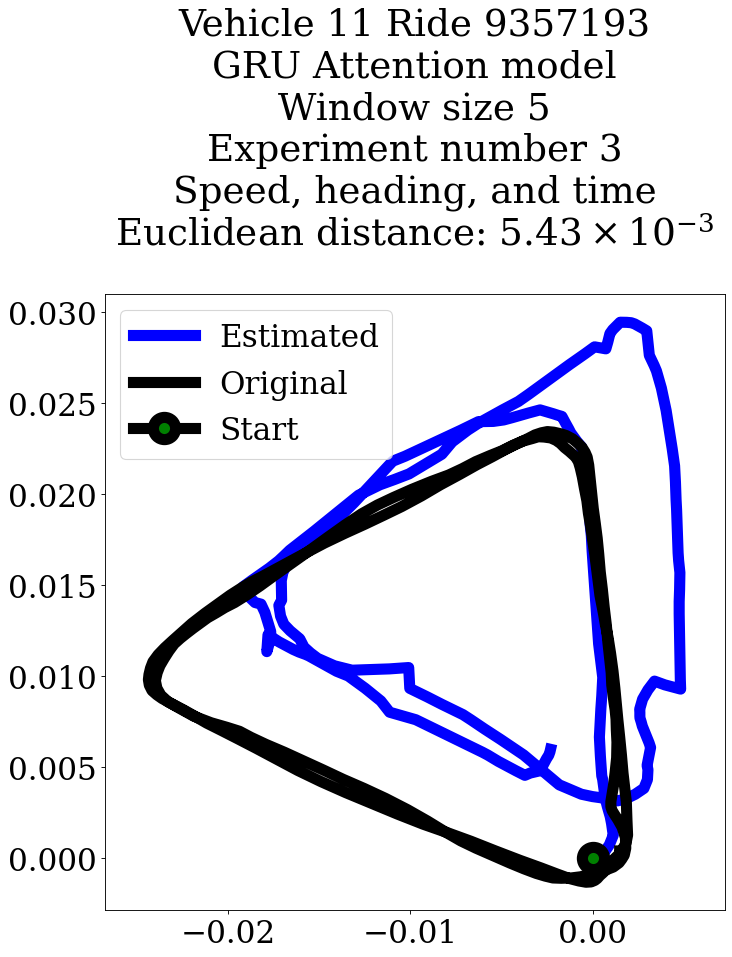 Vehicle 11 Ride 9357193
GRU Attention model
Window size 5
Experiment number 3
Speed, heading, and time
Euclidean distance: 5.43 × 10⁻³
0.030
Estimated
Original
Start
0.025
0.020
0.015
0.010
0.005
0.000
−0.02 −0.01 0.00